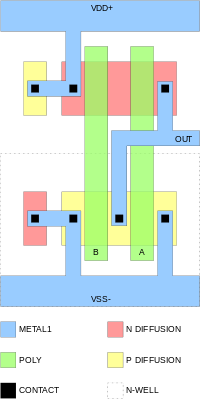 VDD+
OUT
B A
VSS-
METAL1 N DIFFUSION
POLY P DIFFUSION
CONTACT N-WELL